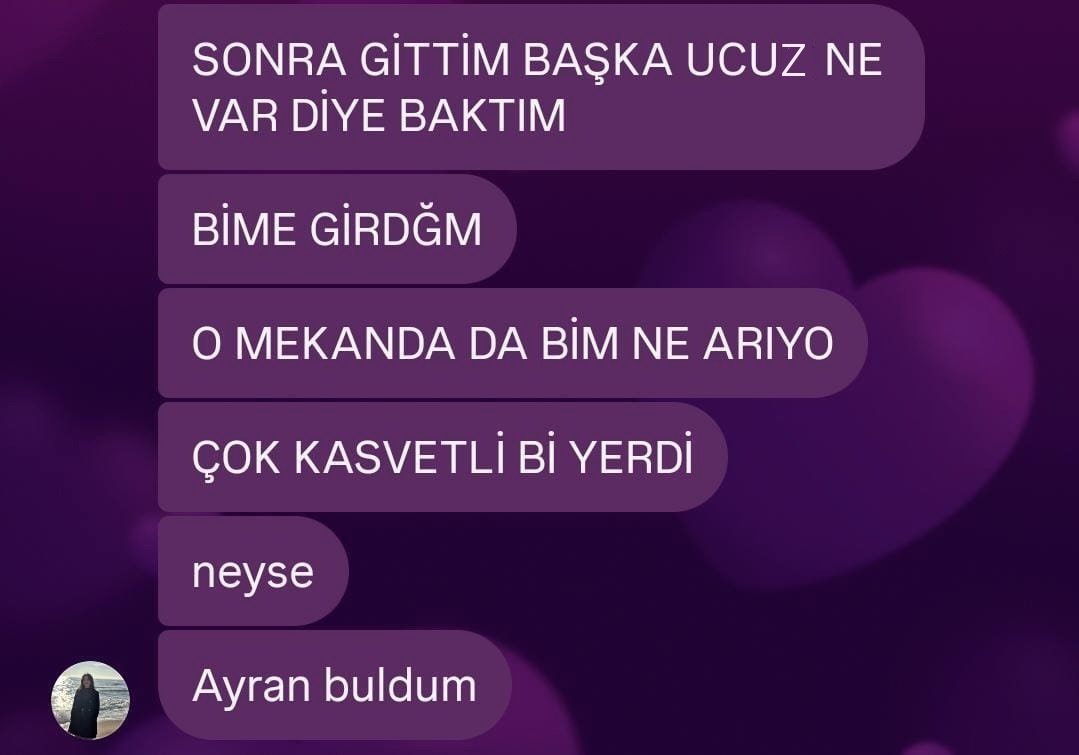 SONRA GİTTİM BAŞKA UCUZ NE
VAR DİYE BAKTIM
BİME GİRDĞM
O MEKANDA DA BİM NE ARIYO
ÇOK KASVETLİ Bİ YERDİ
neyse
Ayran buldum